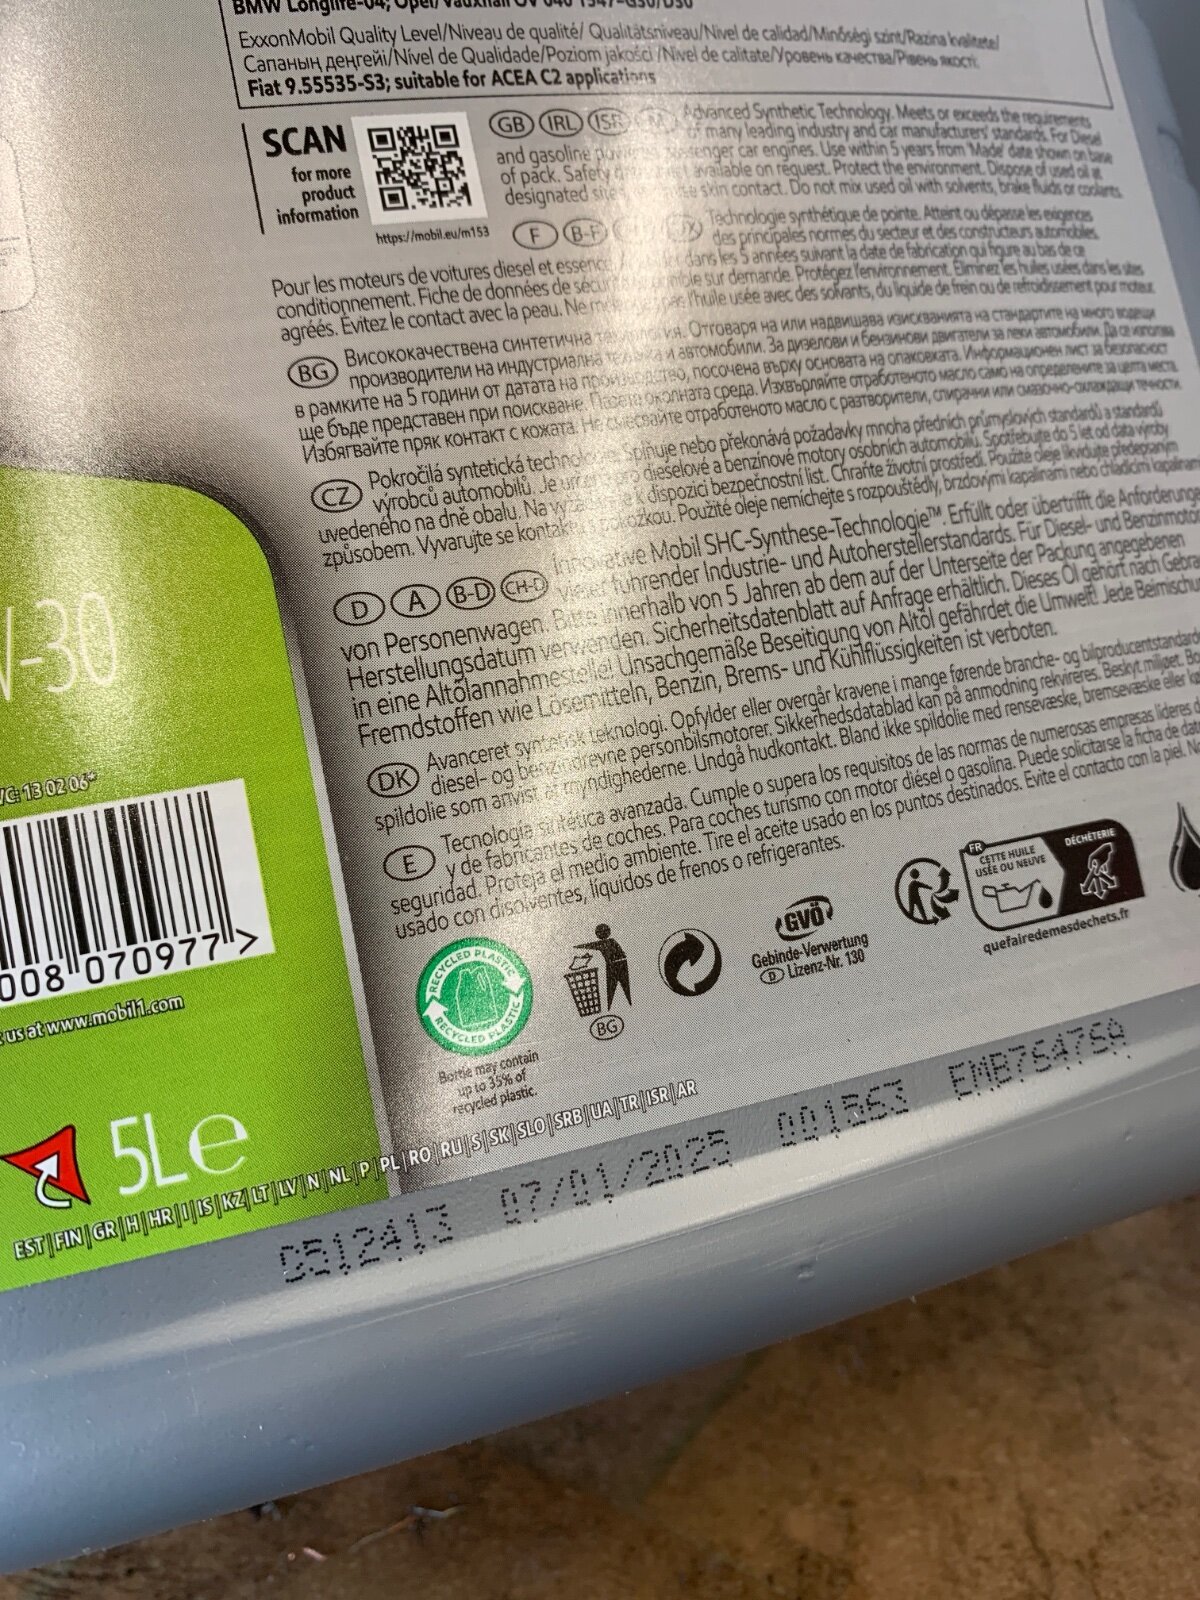 BMW Longlife-04; Opel/Vauxhall OV 040 1547-G30/D30
ExxonMobil Quality Level/Niveau de qualité/ Qualitätsniveau/Nivel de calidad/Minőségi szint/Razina kvalitete/
Сапаның деңгейі/Nível de Qualidade/Poziom jakości /Nivel de calitate/Уровень качества/Рівень якості:
Fiat 9.55535-S3; suitable for ACEA C2 applications
SCAN
for more
product
information
https://mobil.eu/m153
GB IRL ISR M Advanced Synthetic Technology. Meets or exceeds the requirements
of many leading industry and car manufacturers' standards. For Diesel
and gasoline powered passenger car engines. Use within 5 years from 'Made' date shown on base
of pack. Safety data sheet available on request. Protect the environment. Dispose of used oil at
designated sites. skin contact. Do not mix used oil with solvents, brake fluids or coolants.
F B-F Technologie synthétique de pointe. Atteint ou dépasse les exigences
des principales normes du secteur et des constructeurs automobiles.
Pour les moteurs de voitures diesel et essence. dans les 5 années suivant la date de fabrication qui figure au bas de ce
conditionnement. Fiche de données de sécurité disponible sur demande. Protégez l'environnement. Éliminez les huiles usées dans les sites
agréés. Évitez le contact avec la peau. Ne mélangez pas l'huile usée avec des solvants, du liquide de frein ou de refroidissement pour moteur.
BG Висококачествена синтетична технология. Отговаря на или надвишава изискванията на стандартите на много водещи
производители на индустриална техника и автомобили. За дизелови и бензинови двигатели за леки автомобили. Да се използва
в рамките на 5 години от датата на производство, посочена върху основата на опаковката. Информационен лист за безопасност
ще бъде представен при поискване. Пазете околната среда. Изхвърляйте отработеното масло само на определените за целта места.
Избягвайте пряк контакт с кожата. Не смесвайте отработеното масло с разтворители, спирачни или смазочно-охлаждащи течности.
CZ Pokročilá syntetická technologie. Splňuje nebo překonává požadavky mnoha předních průmyslových standardů a standardů
výrobců automobilů. Je určen pro dieselové a benzínové motory osobních automobilů. Spotřebujte do 5 let od data výroby
uvedeného na dně obalu. Na vyžádání je k dispozici bezpečnostní list. Chraňte životní prostředí. Použité oleje likvidujte předepsaným
způsobem. Vyvarujte se kontaktu s pokožkou. Použité oleje nemíchejte s rozpouštědly, brzdovými kapalinami nebo chladicími kapalinami
D A B-D CH-D Innovative Mobil SHC-Synthese-Technologie™. Erfüllt oder übertrifft die Anforderungen
vieler führender Industrie- und Autoherstellerstandards. Für Diesel- und Benzinmotor
von Personenwagen. Bitte innerhalb von 5 Jahren ab dem auf der Unterseite der Packung angegebenen
Herstellungsdatum verwenden. Sicherheitsdatenblatt auf Anfrage erhältlich. Dieses Öl gehört nach Gebra
in eine Altölannahmestelle! Unsachgemäße Beseitigung von Altöl gefährdet die Umwelt! Jede Beimischu
Fremdstoffen wie Lösemitteln, Benzin, Brems- und Kühlflüssigkeiten ist verboten.
DK Avanceret syntetisk teknologi. Opfylder eller overgår kravene i mange førende branche- og bilproducentstandard
diesel- og benzindrevne personbilsmotorer. Sikkerhedsdatablad kan på anmodning rekvireres. Beskyt miljøet. Bo
spildolie som anvist af myndighederne. Undgå hudkontakt. Bland ikke spildolie med rensevæske, bremsevæske eller kø
E Tecnología sintética avanzada. Cumple o supera los requisitos de las normas de numerosas empresas líderes d
y de fabricantes de coches. Para coches turismo con motor diésel o gasolina. Puede solicitarse la ficha de dat
seguridad. Proteja el medio ambiente. Tire el aceite usado en los puntos destinados. Evite el contacto con la piel. N
usado con disolventes, líquidos de frenos o refrigerantes.
-30
/C: 13 02 06*
008 070977 >
us at www.mobil1.com
RECYCLED PLASTIC
RECYCLED PLASTIC
Bottle may contain
up to 35% of
recycled plastic.
BG
GVÖ
Gebinde-Verwertung
D Lizenz-Nr. 130
FR
CETTE HUILE
USÉE OU NEUVE
DÉCHÈTERIE
quefairedemesdechets.fr
5L e
EST|FIN|GR|H|HR|I|IS|KZ|LT|LV|N|NL|P|PL|RO|RU|S|SK|SLO|SRB|UA|TR|ISR|AR
0512413 07/01/2025 001563 EMB76476A